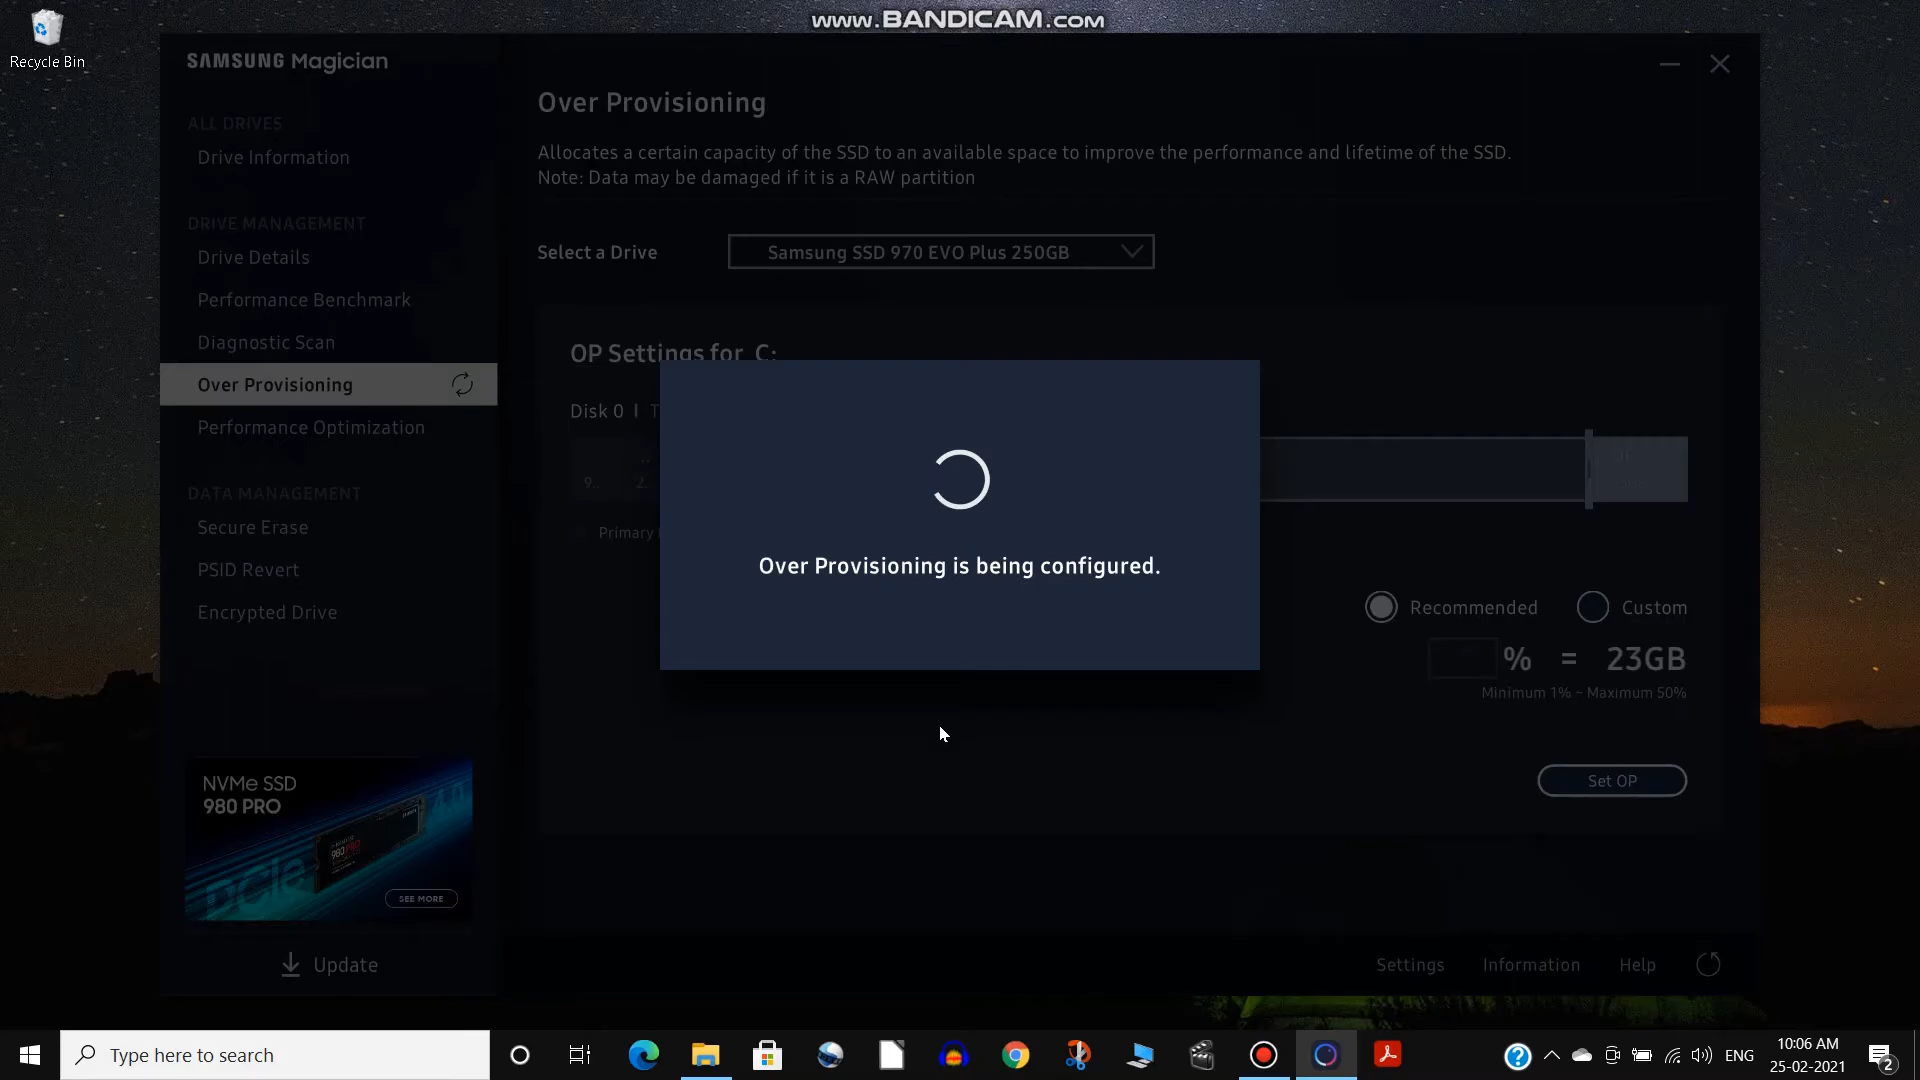 www.BANDICAM.com
Recycle Bin
SAMSUNG Magician
ALL DRIVES
Drive Information
DRIVE MANAGEMENT
Drive Details
Performance Benchmark
Diagnostic Scan
Over Provisioning
Performance Optimization
DATA MANAGEMENT
Secure Erase
PSID Revert
Encrypted Drive
NVMe SSD
980 PRO
SEE MORE
Update
Over Provisioning
Allocates a certain capacity of the SSD to an available space to improve the performance and lifetime of the SSD.
Note: Data may be damaged if it is a RAW partition
Select a Drive
Samsung SSD 970 EVO Plus 250GB
OP Settings for C:
Disk 0 | T
9..
2.
Primary
Over Provisioning is being configured.
Recommended
Custom
% = 23GB
Minimum 1% ~ Maximum 50%
Set OP
Settings
Information
Help
Type here to search
ENG
10:06 AM
25-02-2021
2